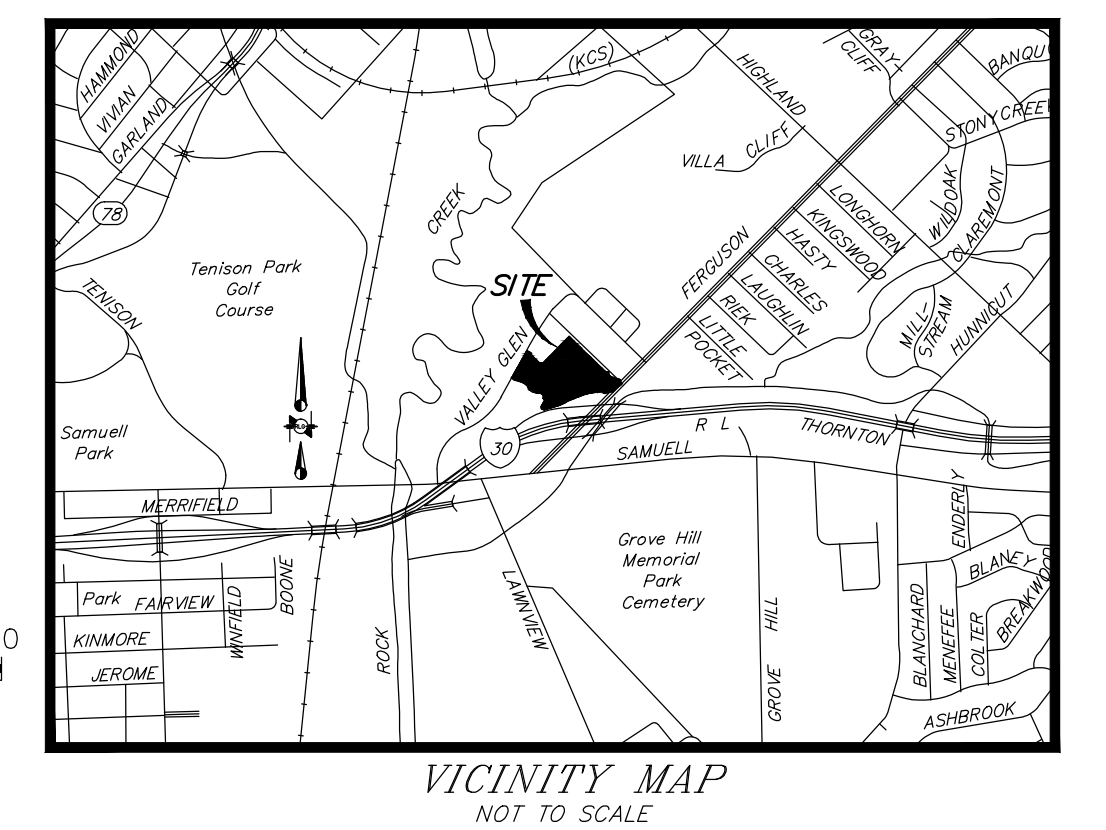 HAMMOND
VIVIAN
GARLAND
78
(KCS)
HIGHLAND
GRAY
CLIFF
BANQU
STONYCREE
VILLA CLIFF
WILDOAK
CLAREMONT
CREEK
LONGHORN
KINGSWOOD
HASTY
CHARLES
LAUGHLIN
RIEK
LITTLE
POCKET
FERGUSON
Tenison Park
Golf
Course
TENISON
SITE
VALLEY GLEN
MILL-
STREAM
HUNNICUT
Samuell
Park
30
R L THORNTON
SAMUELL
MERRIFIELD
Grove Hill
Memorial
Park
Cemetery
ENDERLY
BLANEY
BREAKWOO
Park
FAIRVIEW
WINFIELD
BOONE
KINMORE
JEROME
ROCK
LAWNVIEW
GROVE HILL
BLANCHARD
MENEFEE
COLTER
ASHBROOK
0
VICINITY MAP
NOT TO SCALE